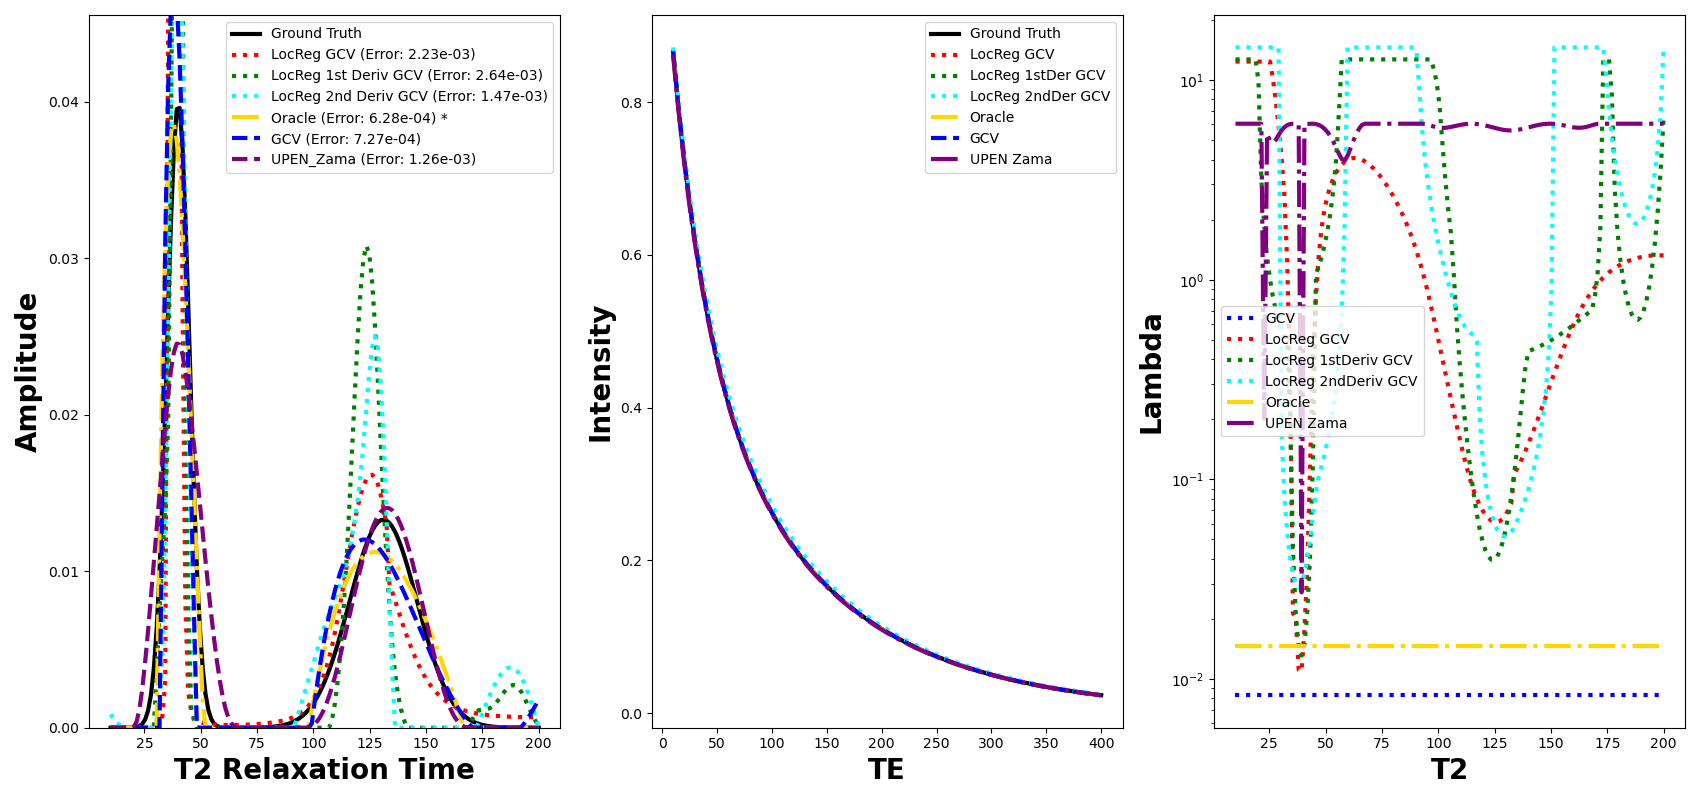 Amplitude
0.04
0.03
0.02
0.01
0.00
25 50 75 100 125 150 175 200
T2 Relaxation Time
Ground Truth
LocReg GCV (Error: 2.23e-03)
LocReg 1st Deriv GCV (Error: 2.64e-03)
LocReg 2nd Deriv GCV (Error: 1.47e-03)
Oracle (Error: 6.28e-04) *
GCV (Error: 7.27e-04)
UPEN_Zama (Error: 1.26e-03)
Intensity
0.8
0.6
0.4
0.2
0.0
0 50 100 150 200 250 300 350 400
TE
Ground Truth
LocReg GCV
LocReg 1stDer GCV
LocReg 2ndDer GCV
Oracle
GCV
UPEN Zama
Lambda
10¹
10⁰
10⁻¹
10⁻²
25 50 75 100 125 150 175 200
T2
GCV
LocReg GCV
LocReg 1stDeriv GCV
LocReg 2ndDeriv GCV
Oracle
UPEN Zama